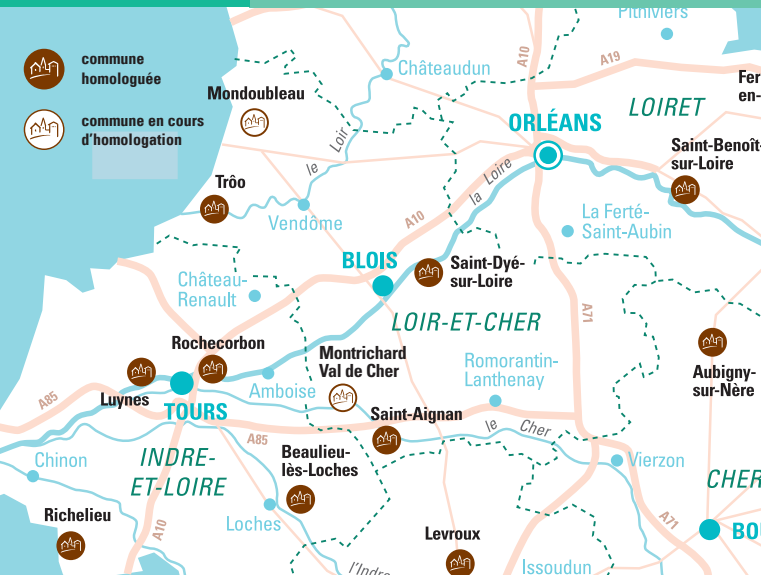 commune
homologuée
commune en cours
d'homologation
Pithiviers
A10
A19
Châteaudun
Fer
en-
Mondoubleau
LOIRET
ORLÉANS
Saint-Benoît-
sur-Loire
le Loir
la Loire
Trôo
Vendôme
A10
La Ferté-
Saint-Aubin
BLOIS
Saint-Dyé-
sur-Loire
Château-
Renault
A71
LOIR-ET-CHER
Rochecorbon
Montrichard
Val de Cher
Romorantin-
Lanthenay
Aubigny-
sur-Nère
Amboise
A85
Luynes
TOURS
Saint-Aignan
le Cher
A85
Chinon
INDRE-
ET-LOIRE
Beaulieu-
lès-Loches
Vierzon
CHER
Richelieu
Loches
A10
A71
BO
Levroux
l'Indre
Issoudun